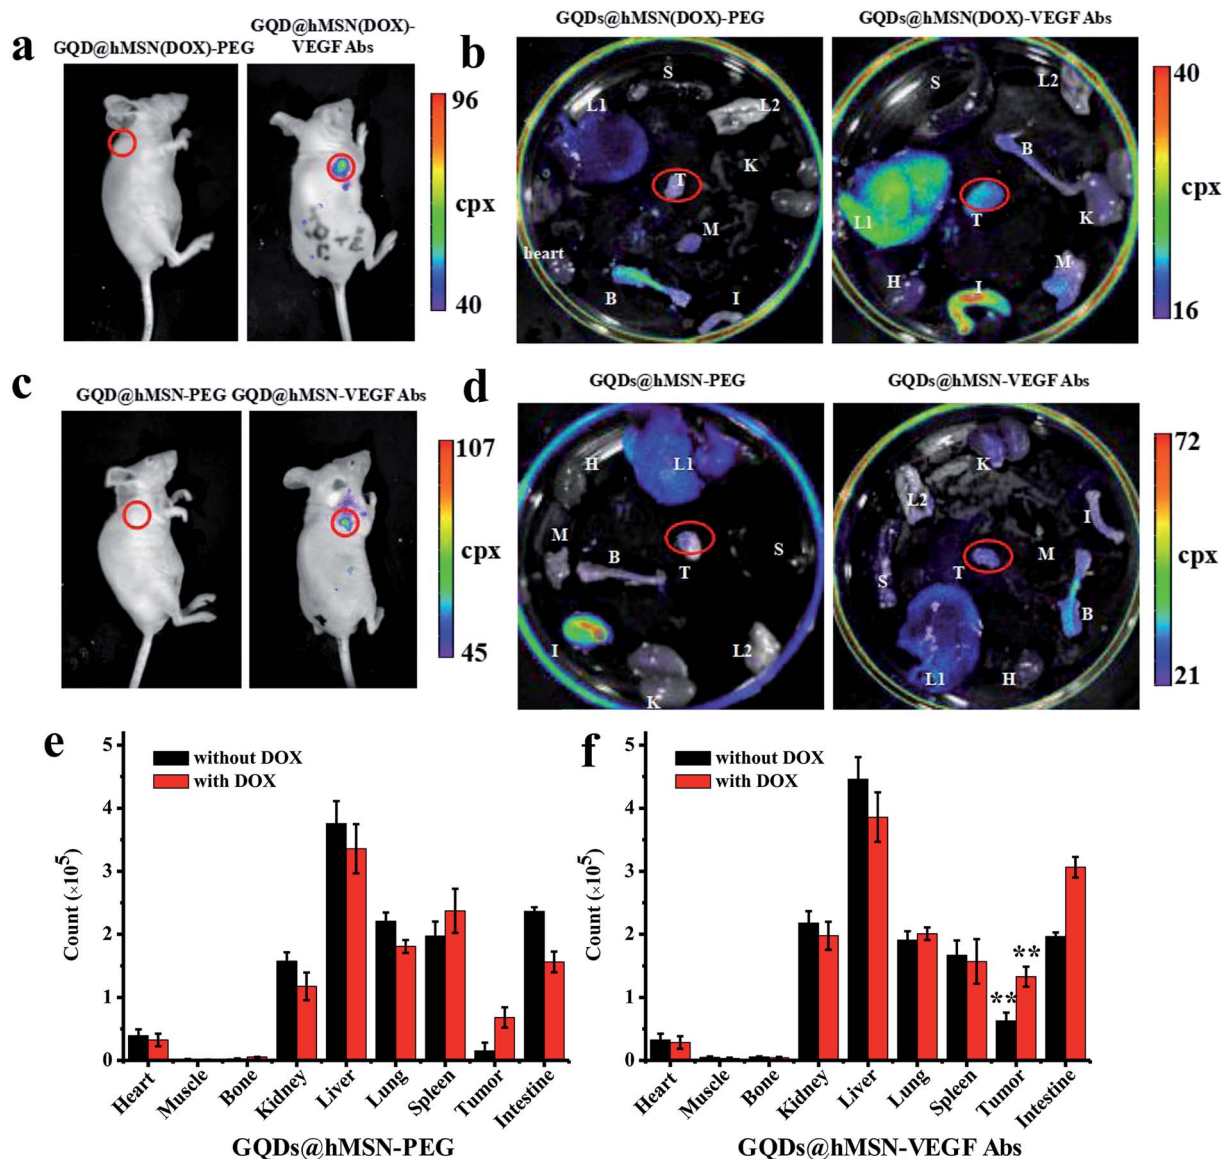 a
GQD@hMSN(DOX)-PEG
GQD@hMSN(DOX)-
VEGF Abs
96
cpx
40
b
GQDs@hMSN(DOX)-PEG
GQDs@hMSN(DOX)-VEGF Abs
S
L1
L2
K
T
M
heart
B
I
S
L2
B
K
L1
T
H
I
M
40
cpx
16
c
GQD@hMSN-PEG
GQD@hMSN-VEGF Abs
107
cpx
45
d
GQDs@hMSN-PEG
GQDs@hMSN-VEGF Abs
H
L1
M
B
T
S
I
L2
K
K
L2
I
M
S
T
B
L1
H
72
cpx
21
e
without DOX
with DOX
Count (×10⁵)
5
4
3
2
1
0
Heart
Muscle
Bone
Kidney
Liver
Lung
Spleen
Tumor
Intestine
GQDs@hMSN-PEG
f
without DOX
with DOX
Count (×10⁵)
5
4
3
2
1
0
**
**
Heart
Muscle
Bone
Kidney
Liver
Lung
Spleen
Tumor
Intestine
GQDs@hMSN-VEGF Abs